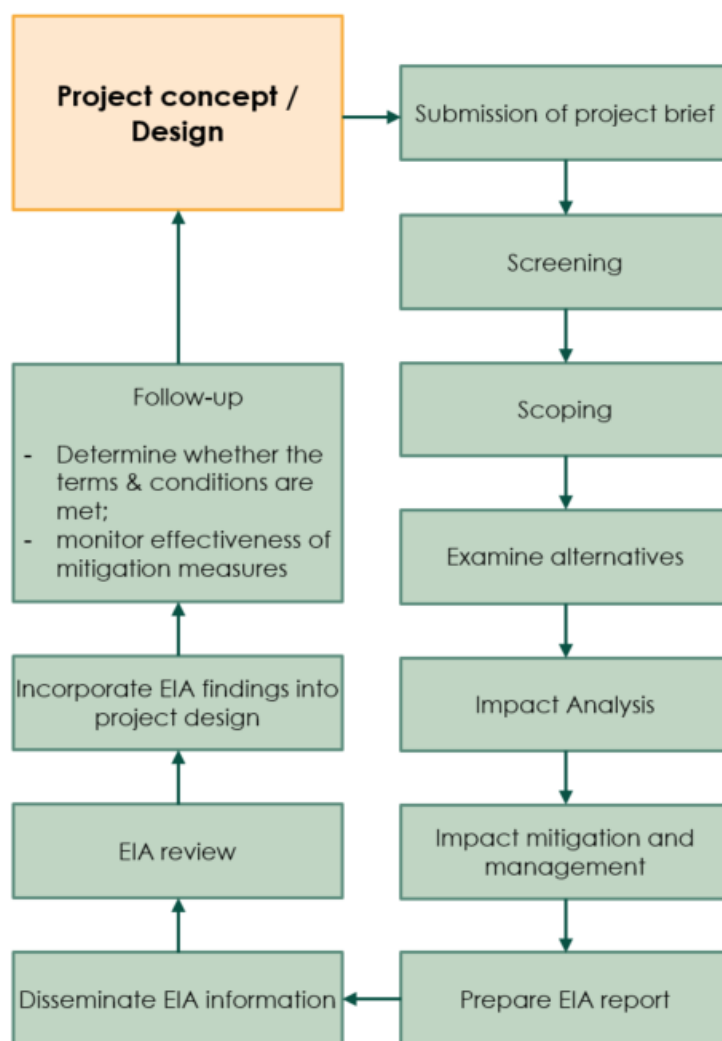 Project concept /
Design
Submission of project brief
Screening
Scoping
Examine alternatives
Impact Analysis
Impact mitigation and
management
Prepare EIA report
Disseminate EIA information
EIA review
Incorporate EIA findings into
project design
Follow-up
- Determine whether the
terms & conditions are
met;
- monitor effectiveness of
mitigation measures